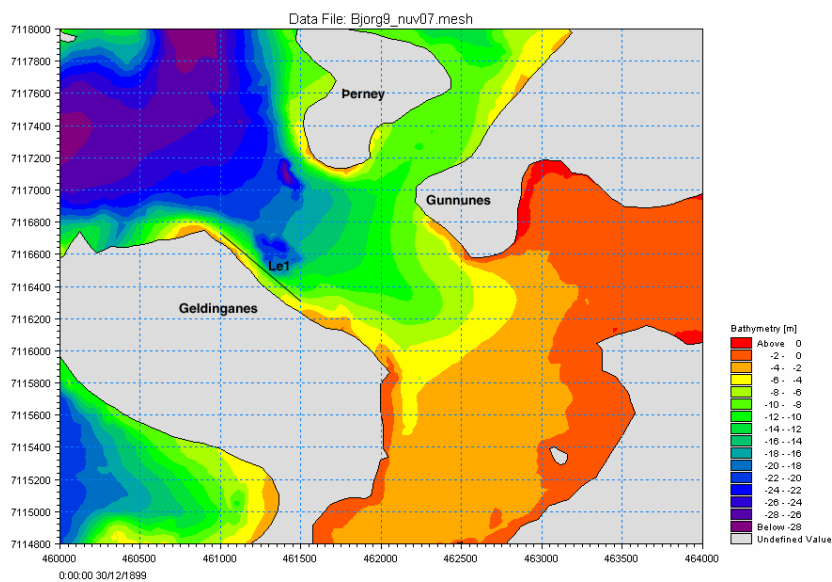 Data File: Bjorg9_nuv07.mesh
7118000
7117800
7117600
7117400
7117200
7117000
7116800
7116600
7116400
7116200
7116000
7115800
7115600
7115400
7115200
7115000
7114800
Þerney
Gunnunes
Le1
Geldinganes
460000 460500 461000 461500 462000 462500 463000 463500 464000
0:00:00 30/12/1899
Bathymetry [m]
Above 0
-2 - 0
-4 - -2
-6 - -4
-8 - -6
-10 - -8
-12 - -10
-14 - -12
-16 - -14
-18 - -16
-20 - -18
-22 - -20
-24 - -22
-26 - -24
-28 - -26
Below -28
Undefined Value